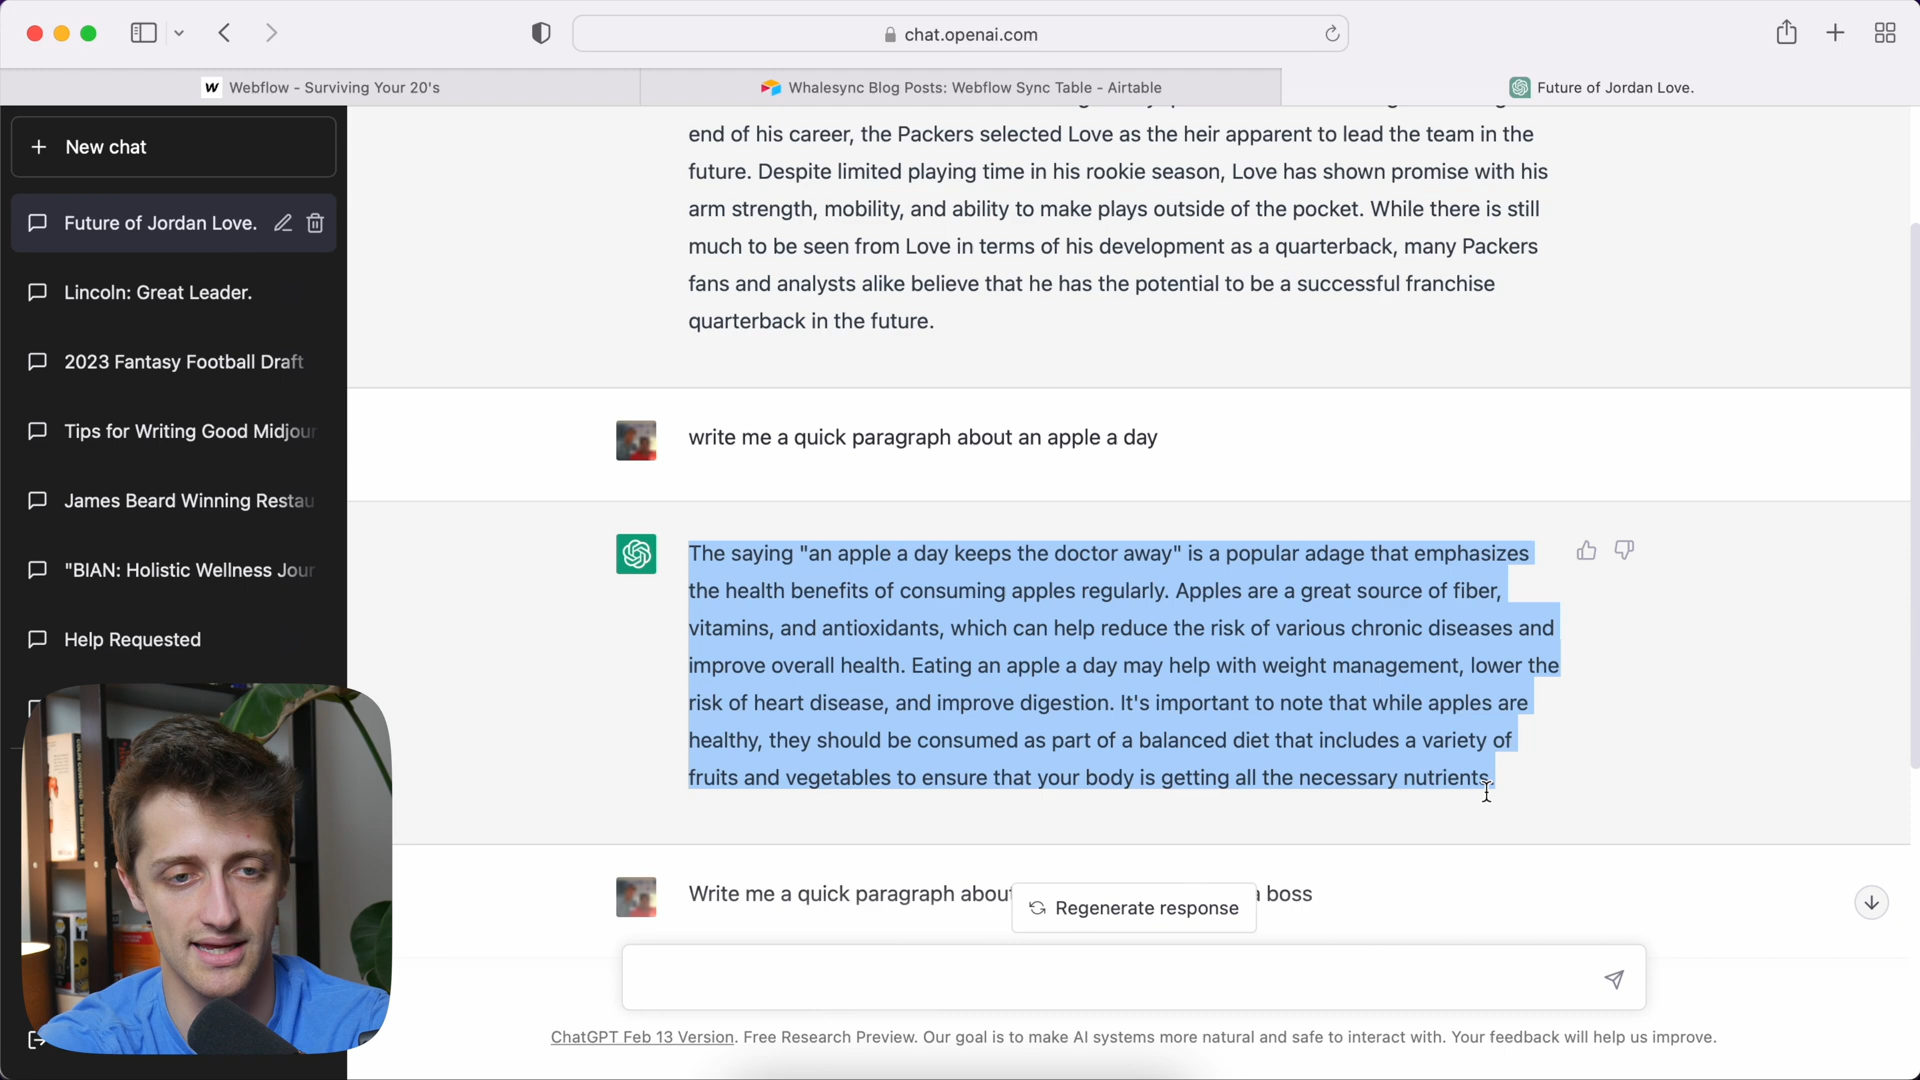 chat.openai.com
W Webflow - Surviving Your 20's
Whalesync Blog Posts: Webflow Sync Table - Airtable
Future of Jordan Love.
+ New chat
Future of Jordan Love.
Lincoln: Great Leader.
2023 Fantasy Football Draft
Tips for Writing Good Midjour
James Beard Winning Restau
"BIAN: Holistic Wellness Jour
Help Requested
end of his career, the Packers selected Love as the heir apparent to lead the team in the
future. Despite limited playing time in his rookie season, Love has shown promise with his
arm strength, mobility, and ability to make plays outside of the pocket. While there is still
much to be seen from Love in terms of his development as a quarterback, many Packers
fans and analysts alike believe that he has the potential to be a successful franchise
quarterback in the future.
write me a quick paragraph about an apple a day
The saying "an apple a day keeps the doctor away" is a popular adage that emphasizes
the health benefits of consuming apples regularly. Apples are a great source of fiber,
vitamins, and antioxidants, which can help reduce the risk of various chronic diseases and
improve overall health. Eating an apple a day may help with weight management, lower the
risk of heart disease, and improve digestion. It's important to note that while apples are
healthy, they should be consumed as part of a balanced diet that includes a variety of
fruits and vegetables to ensure that your body is getting all the necessary nutrients.
Write me a quick paragraph about a boss
Regenerate response
ChatGPT Feb 13 Version. Free Research Preview. Our goal is to make AI systems more natural and safe to interact with. Your feedback will help us improve.